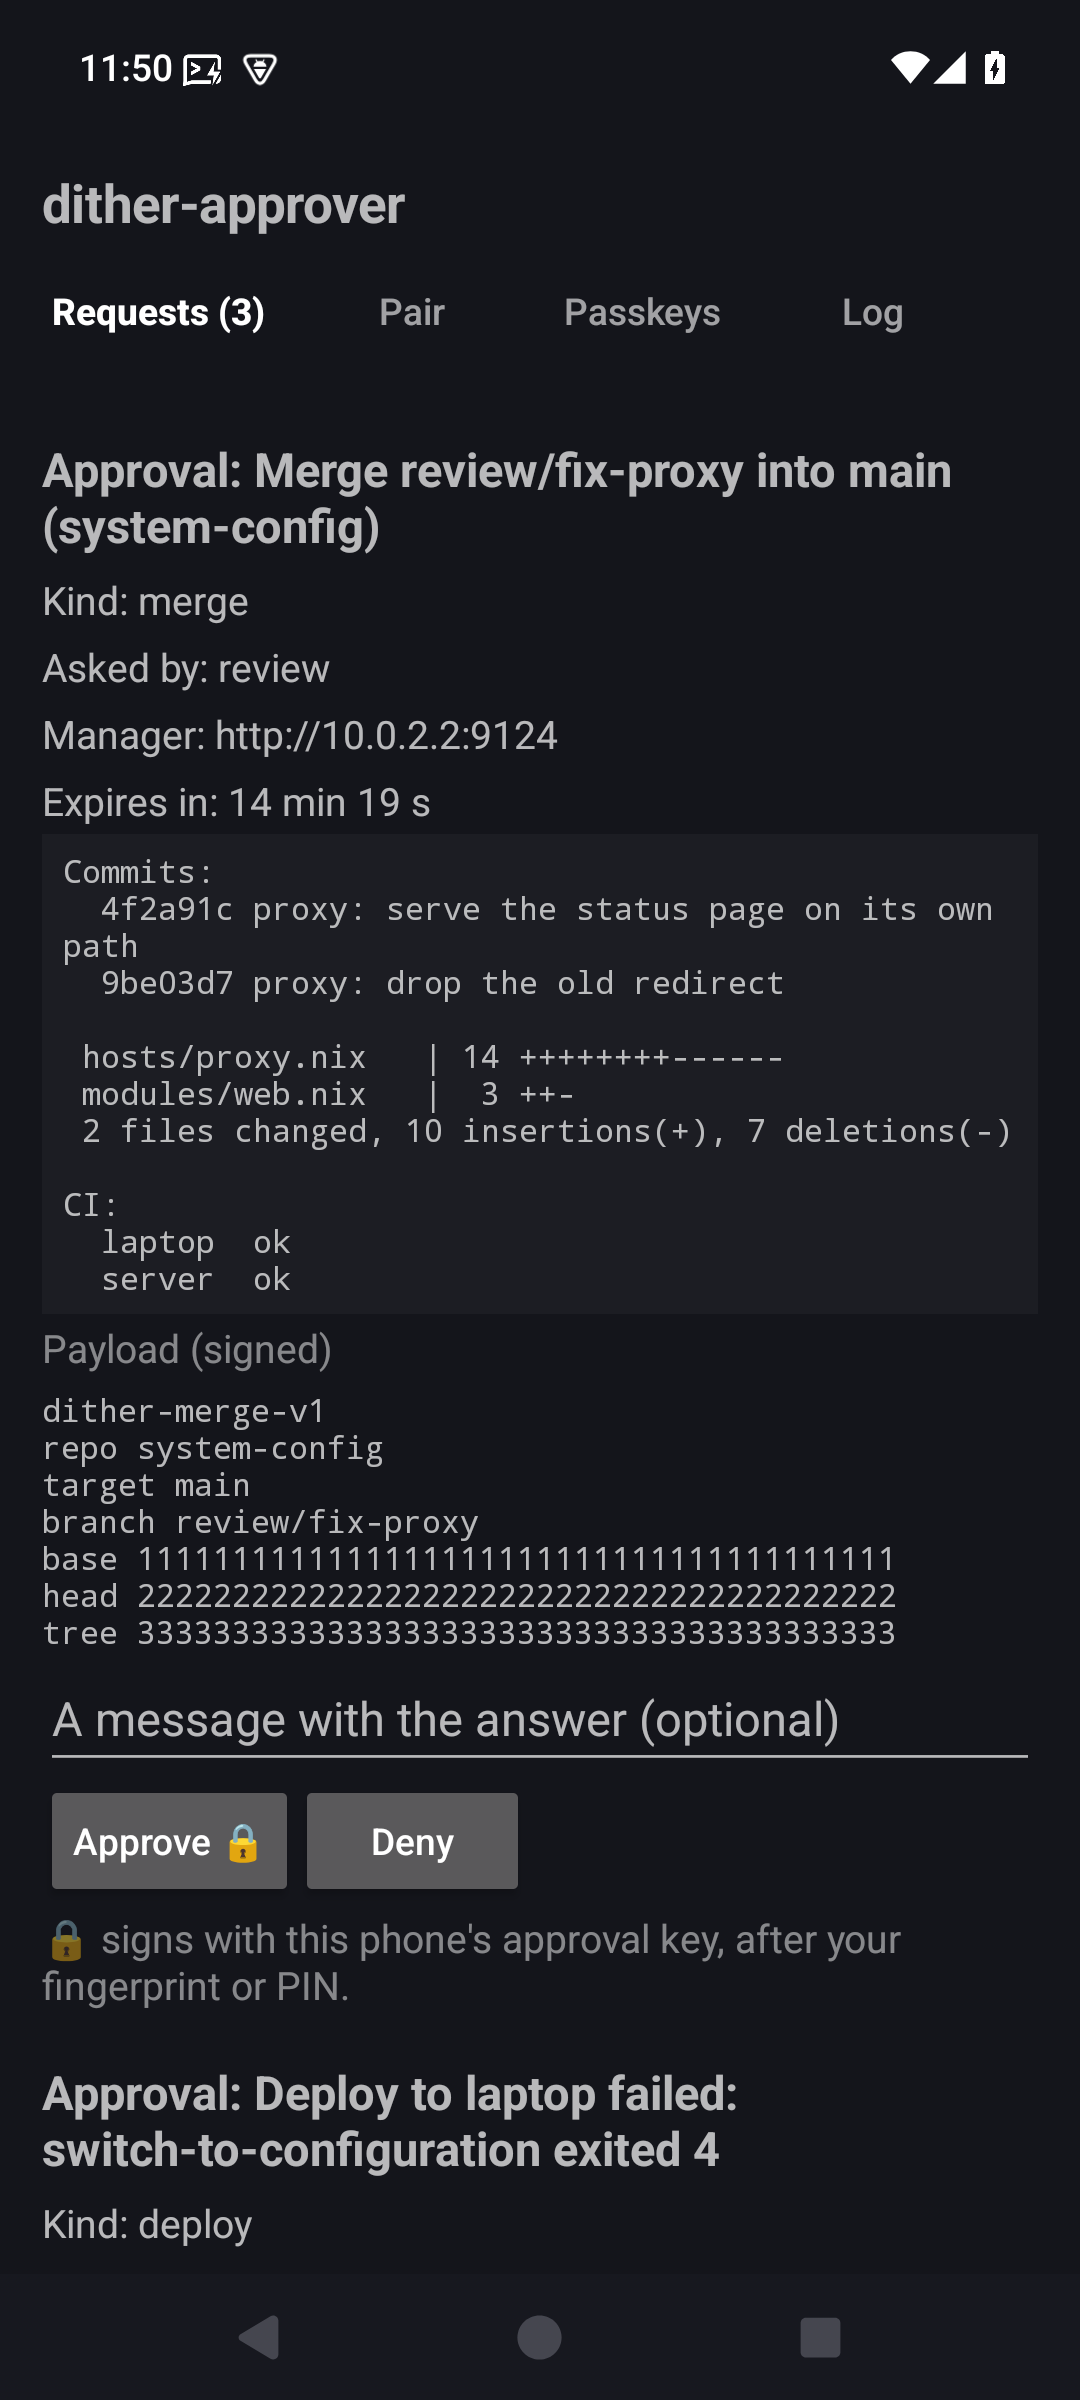 11:50
dither-approver
Requests (3) Pair Passkeys Log
Approval: Merge review/fix-proxy into main
(system-config)
Kind: merge
Asked by: review
Manager: http://10.0.2.2:9124
Expires in: 14 min 19 s
Commits:
  4f2a91c proxy: serve the status page on its own
path
  9be03d7 proxy: drop the old redirect
 hosts/proxy.nix   | 14 ++++++++------
 modules/web.nix   |  3 ++-
 2 files changed, 10 insertions(+), 7 deletions(-)
CI:
  laptop  ok
  server  ok
Payload (signed)
dither-merge-v1
repo system-config
target main
branch review/fix-proxy
base 1111111111111111111111111111111111111111
head 2222222222222222222222222222222222222222
tree 3333333333333333333333333333333333333333
A message with the answer (optional)
Approve 🔒 Deny
🔒 signs with this phone's approval key, after your
fingerprint or PIN.
Approval: Deploy to laptop failed:
switch-to-configuration exited 4
Kind: deploy